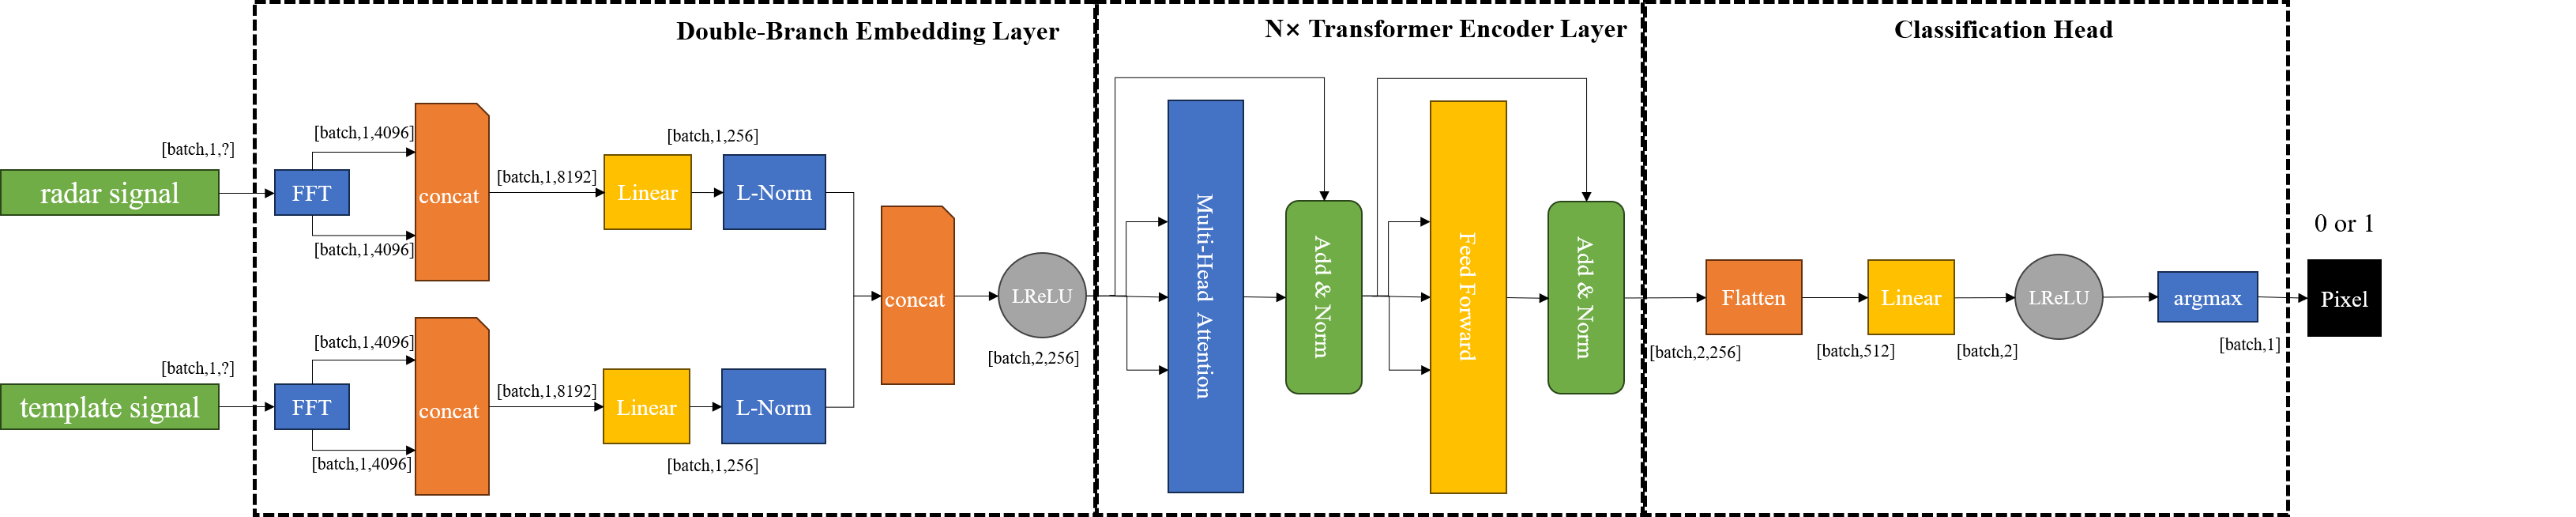 Double-Branch Embedding Layer
N× Transformer Encoder Layer
Classification Head
[batch,1,?]
radar signal
FFT
[batch,1,4096]
[batch,1,4096]
concat
[batch,1,8192]
Linear
[batch,1,256]
L-Norm
[batch,1,?]
template signal
FFT
[batch,1,4096]
[batch,1,4096]
concat
[batch,1,8192]
Linear
[batch,1,256]
L-Norm
concat
LReLU
[batch,2,256]
Multi-Head Attention
Add & Norm
Feed Forward
Add & Norm
[batch,2,256]
Flatten
[batch,512]
Linear
[batch,2]
LReLU
argmax
[batch,1]
0 or 1
Pixel